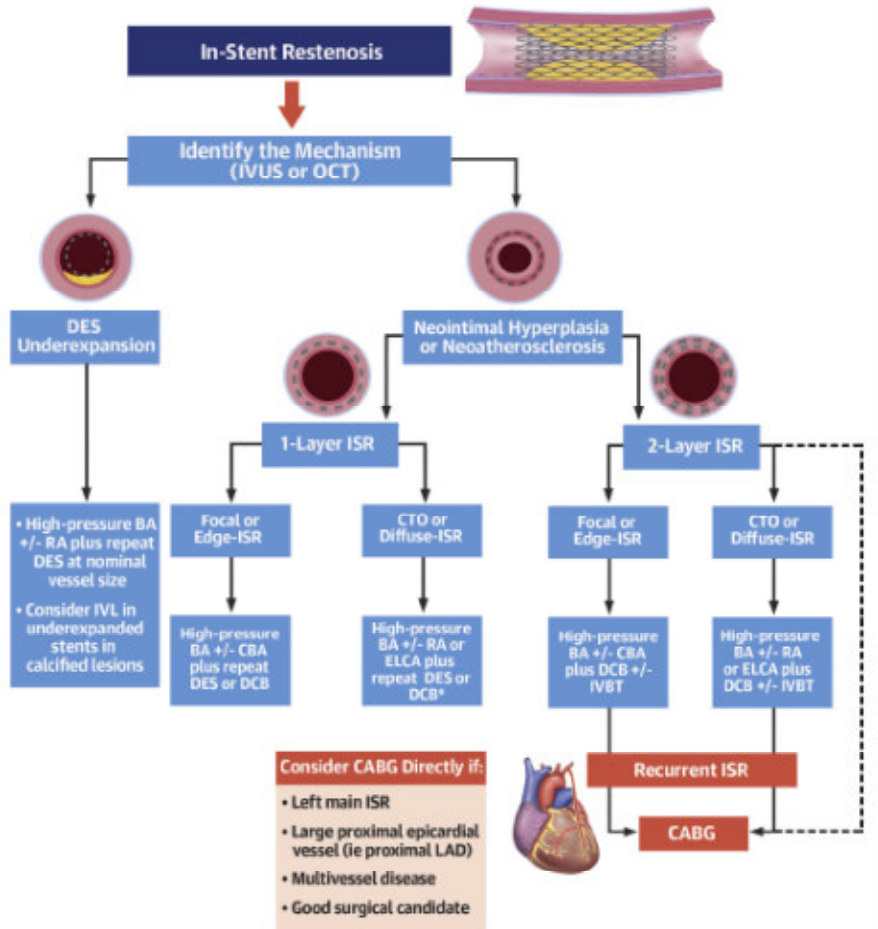 In-Stent Restenosis
Identify the Mechanism
(IVUS or OCT)
DES
Underexpansion
Neointimal Hyperplasia
or Neoatherosclerosis
1-Layer ISR
2-Layer ISR
• High-pressure BA
+/- RA plus repeat
DES at nominal
vessel size
• Consider IVL in
underexpanded
stents in
calcified lesions
Focal or
Edge-ISR
CTO or
Diffuse-ISR
Focal or
Edge-ISR
CTO or
Diffuse-ISR
High-pressure
BA +/- CBA
plus repeat
DES or DCB
High-pressure
BA +/- RA or
ELCA plus
repeat DES or
DCB*
High-pressure
BA +/- CBA
plus DCB +/-
IVBT
High-pressure
BA +/- RA
or ELCA plus
DCB +/- IVBT
Consider CABG Directly if:
• Left main ISR
• Large proximal epicardial
vessel (ie proximal LAD)
• Multivessel disease
• Good surgical candidate
Recurrent ISR
CABG